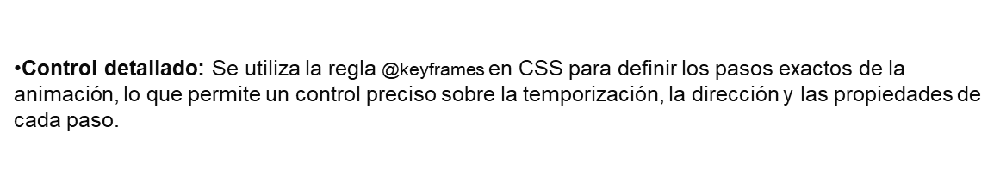 •Control detallado: Se utiliza la regla @keyframes en CSS para definir los pasos exactos de la
animación, lo que permite un control preciso sobre la temporización, la dirección y las propiedades de
cada paso.